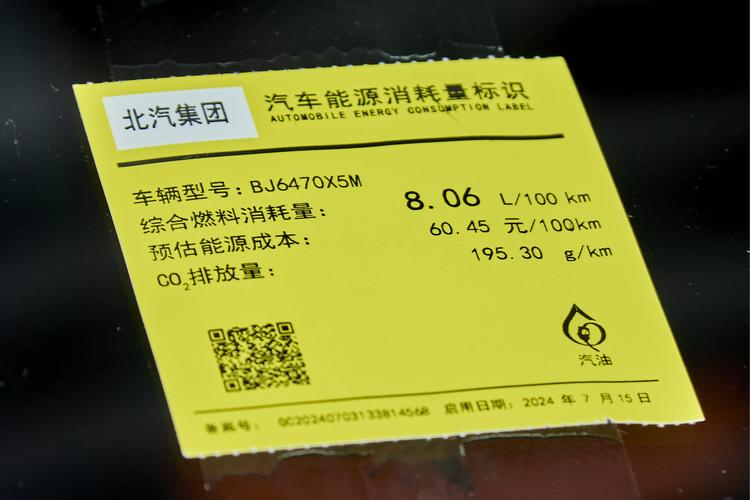 北汽集团
汽车能源消耗量标识
AUTOMOBILE ENERGY CONSUMPTION LABEL
车辆型号：BJ6470X5M
综合燃料消耗量： 8.06 L/100 km
预估能源成本： 60.45 元/100km
CO₂排放量： 195.30 g/km
汽油
备案号： QC20240703133814568 启用日期：2024 年 7 月 15 日